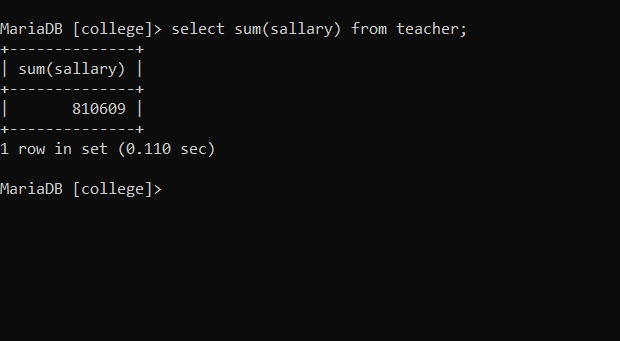 MariaDB [college]> select sum(sallary) from teacher;
+--------------+
| sum(sallary) |
+--------------+
|       810609 |
+--------------+
1 row in set (0.110 sec)
MariaDB [college]>